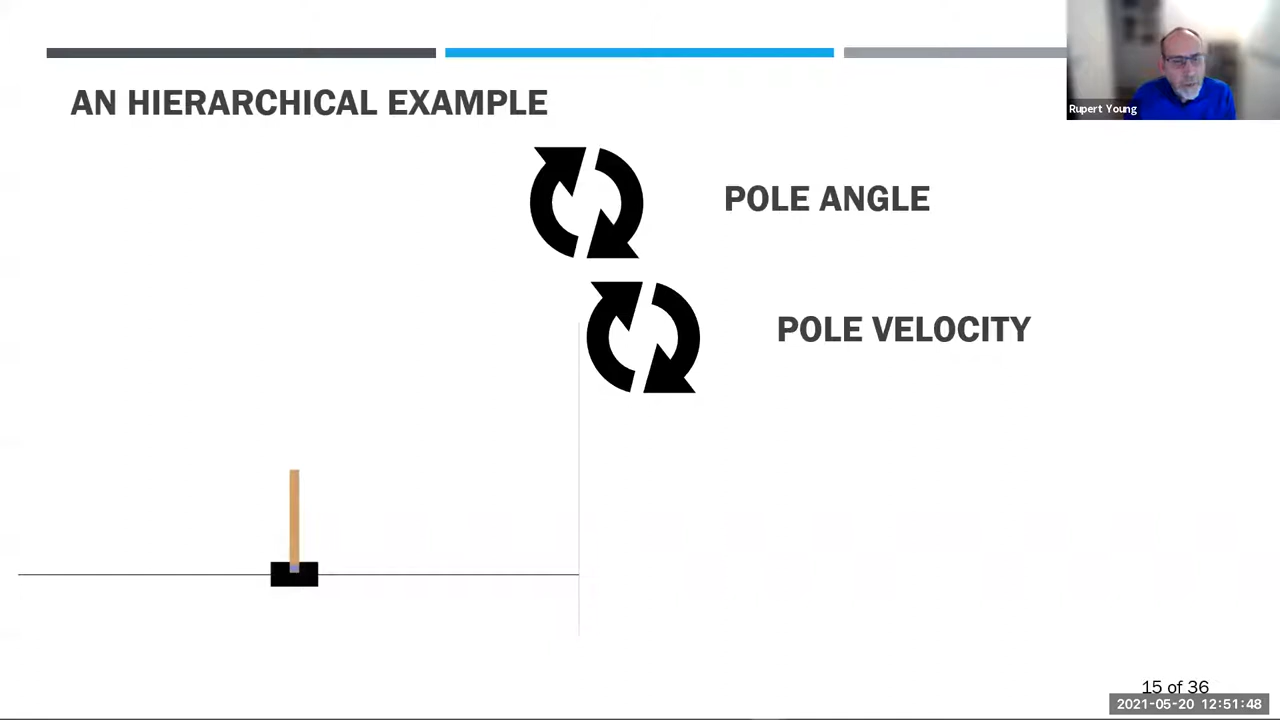 AN HIERARCHICAL EXAMPLE
Rupert Young
POLE ANGLE
POLE VELOCITY
15 of 36
2021-05-20 12:51:48